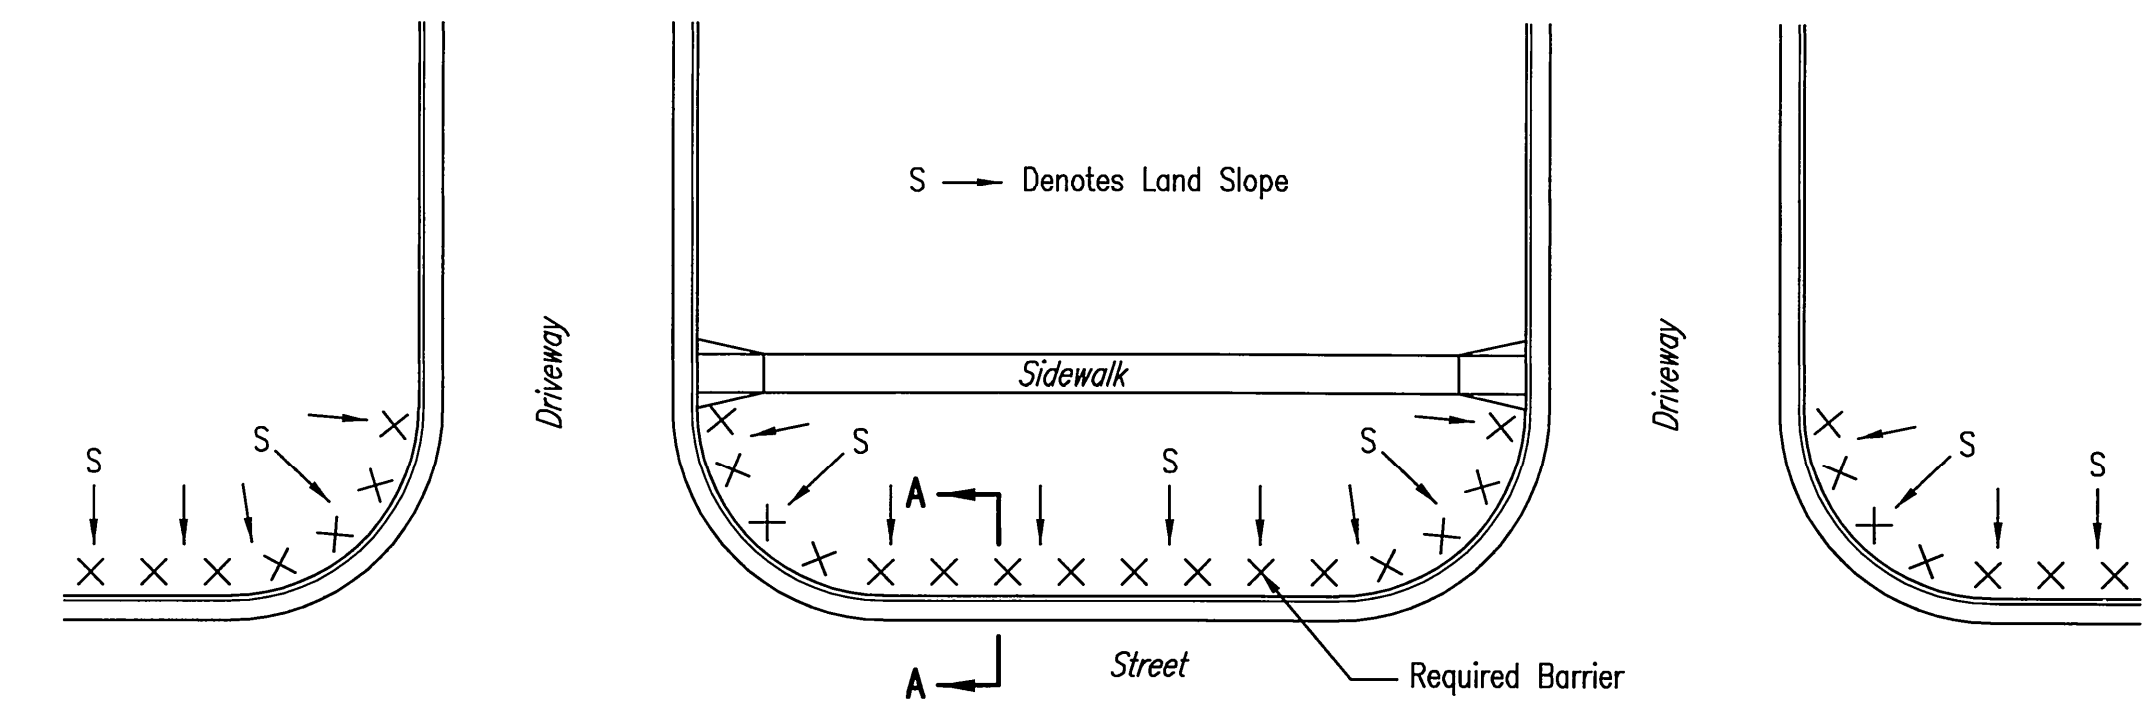 S Denotes Land Slope
Driveway
Driveway
Sidewalk
S
S
S
S
S
S
S
A
A
Street
Required Barrier